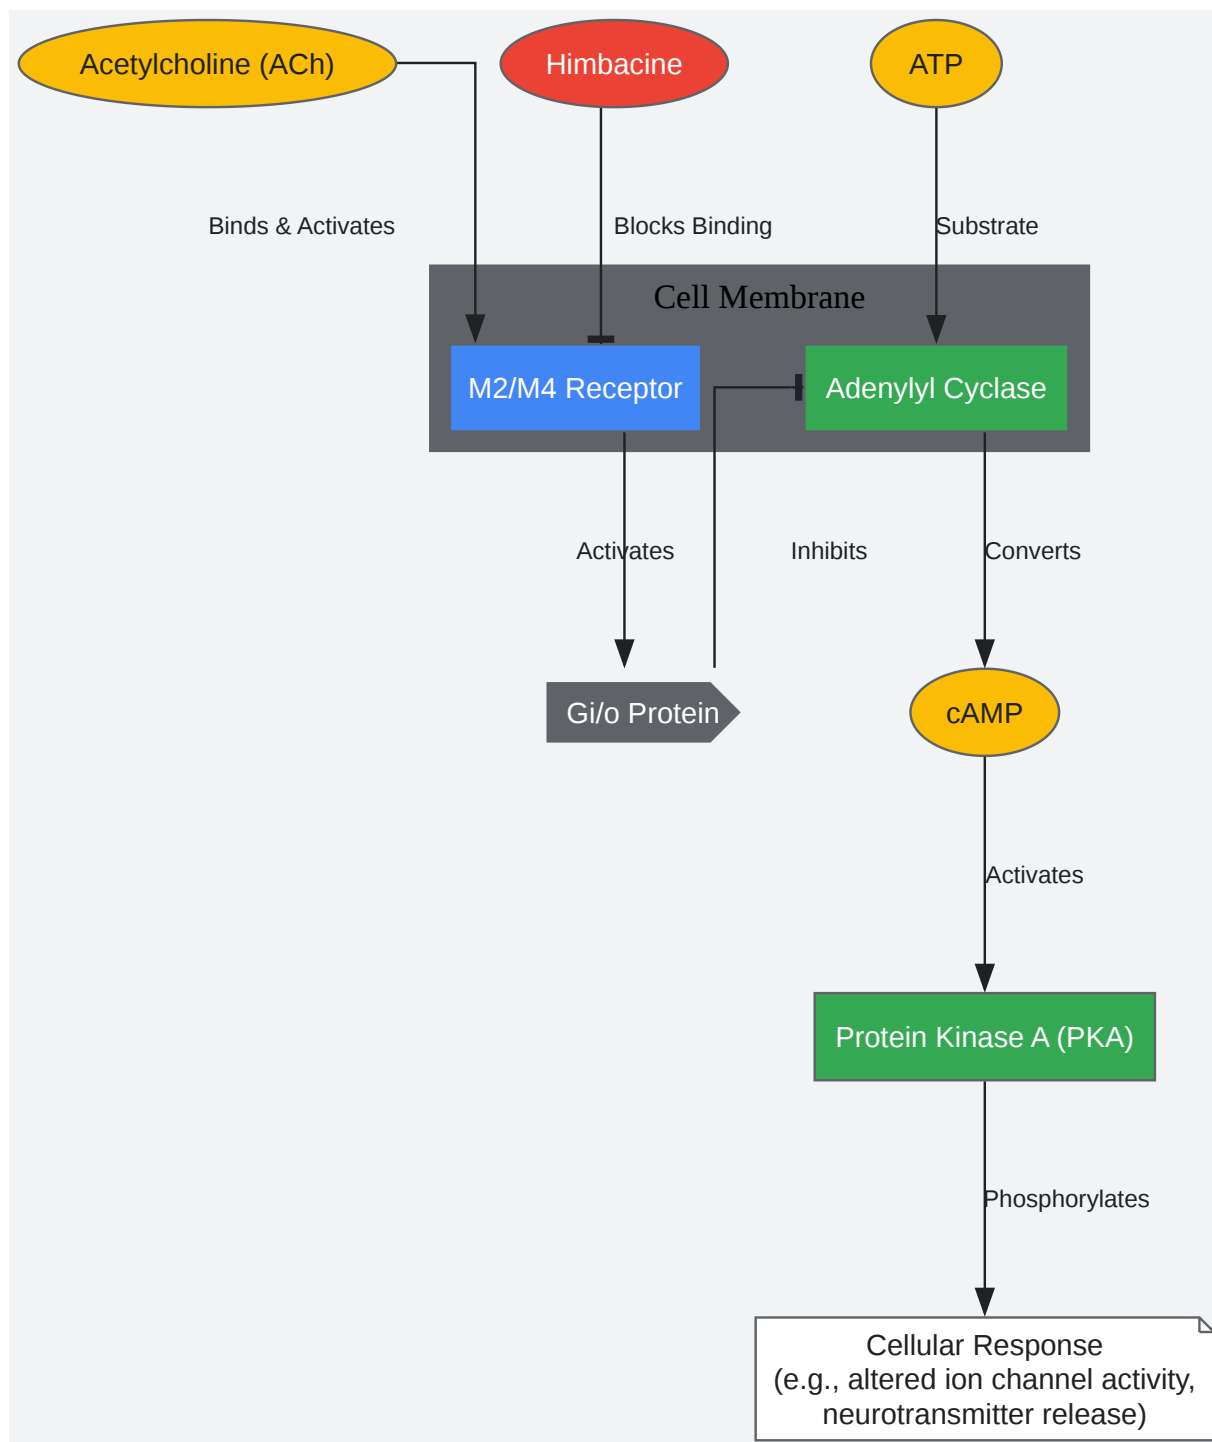 Acetylcholine (ACh)
Himbacine
ATP
Binds & Activates
Blocks Binding
Substrate
Cell Membrane
M2/M4 Receptor
Adenylyl Cyclase
Activates
Inhibits
Converts
Gi/o Protein
cAMP
Activates
Protein Kinase A (PKA)
Phosphorylates
Cellular Response
(e.g., altered ion channel activity,
neurotransmitter release)